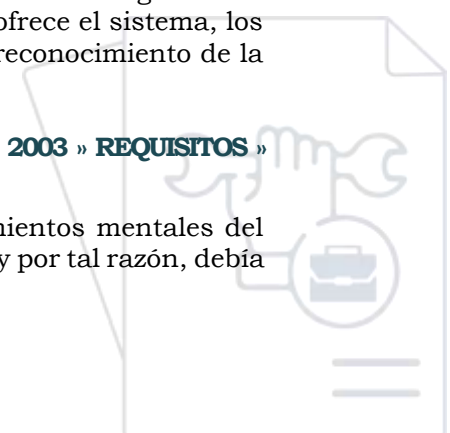 ofrece el sistema, los
reconocimiento de la
2003 » REQUISITOS »
mientos mentales del
y por tal razón, debía